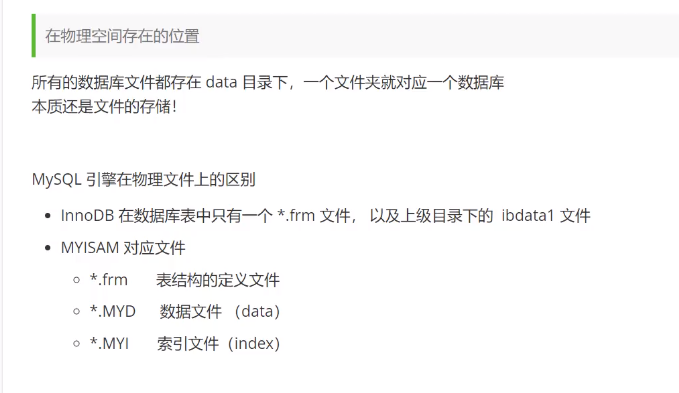 在物理空间存在的位置
所有的数据库文件都存在 data 目录下，一个文件夹就对应一个数据库
本质还是文件的存储！
MySQL 引擎在物理文件上的区别
InnoDB 在数据库表中只有一个 *.frm 文件， 以及上级目录下的 ibdata1 文件
MYISAM 对应文件
*.frm 表结构的定义文件
*.MYD 数据文件 （data）
*.MYI 索引文件（index）